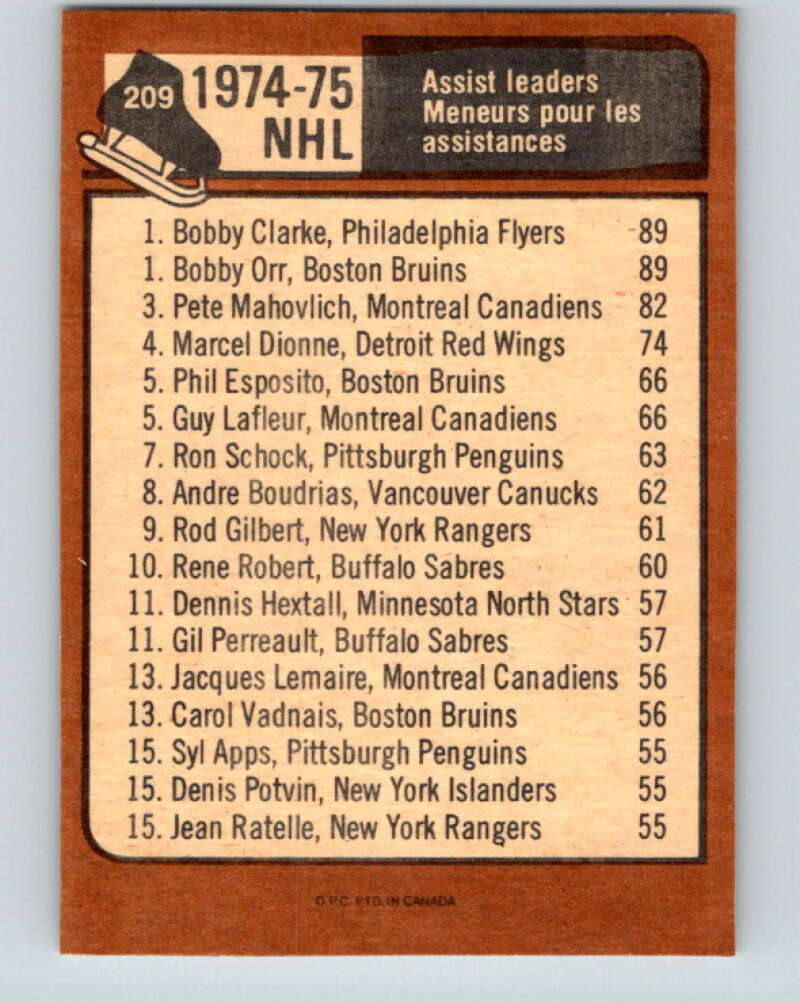 209
1974-75
NHL
Assist leaders
Meneurs pour les
assistances
1. Bobby Clarke, Philadelphia Flyers 89
1. Bobby Orr, Boston Bruins 89
3. Pete Mahovlich, Montreal Canadiens 82
4. Marcel Dionne, Detroit Red Wings 74
5. Phil Esposito, Boston Bruins 66
5. Guy Lafleur, Montreal Canadiens 66
7. Ron Schock, Pittsburgh Penguins 63
8. Andre Boudrias, Vancouver Canucks 62
9. Rod Gilbert, New York Rangers 61
10. Rene Robert, Buffalo Sabres 60
11. Dennis Hextall, Minnesota North Stars 57
11. Gil Perreault, Buffalo Sabres 57
13. Jacques Lemaire, Montreal Canadiens 56
13. Carol Vadnais, Boston Bruins 56
15. Syl Apps, Pittsburgh Penguins 55
15. Denis Potvin, New York Islanders 55
15. Jean Ratelle, New York Rangers 55
O.P.C. PTD. IN CANADA